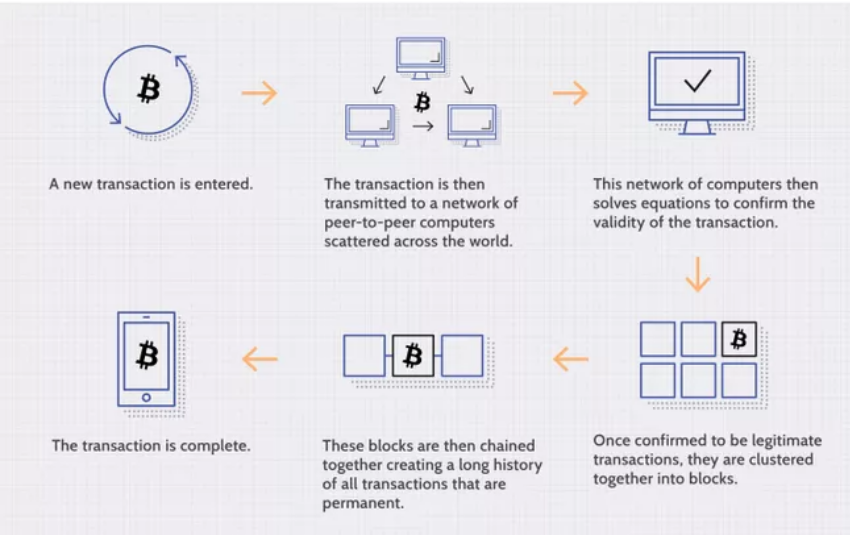 A new transaction is entered.
The transaction is then
transmitted to a network of
peer-to-peer computers
scattered across the world.
This network of computers then
solves equations to confirm the
validity of the transaction.
Once confirmed to be legitimate
transactions, they are clustered
together into blocks.
These blocks are then chained
together creating a long history
of all transactions that are
permanent.
The transaction is complete.